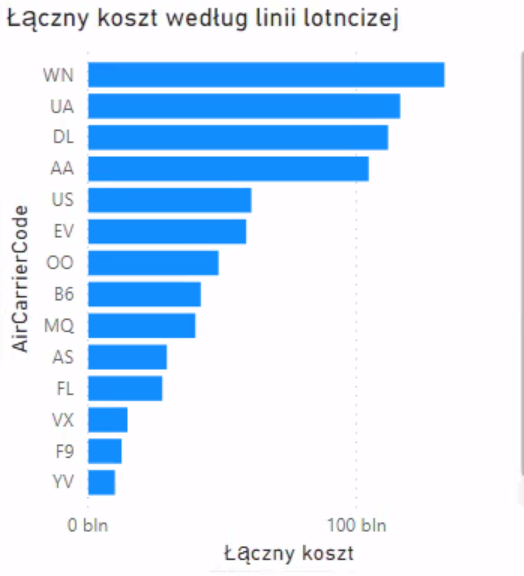 Łączny koszt według linii lotncizej
WN
UA
DL
AA
US
EV
OO
B6
MQ
AS
FL
VX
F9
YV
AirCarrierCode
0 bln
100 bln
Łączny koszt